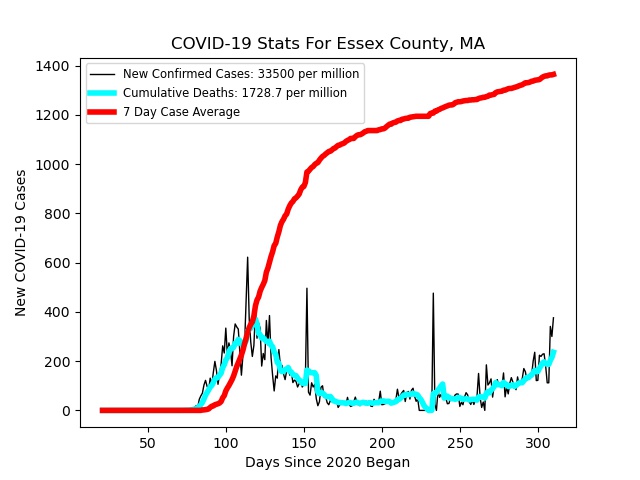 COVID-19 Stats For Essex County, MA
New Confirmed Cases: 33500 per million
Cumulative Deaths: 1728.7 per million
7 Day Case Average
New COVID-19 Cases
1400
1200
1000
800
600
400
200
0
50 100 150 200 250 300
Days Since 2020 Began